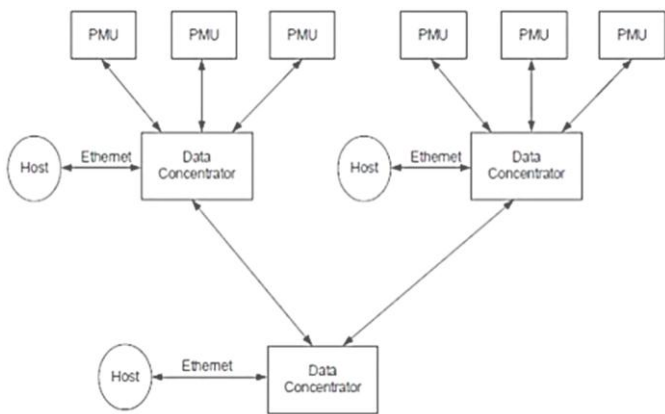 PMU PMU PMU PMU PMU PMU
Host Ethernet Data Concentrator Host Ethernet Data Concentrator
Host Ethernet Data Concentrator